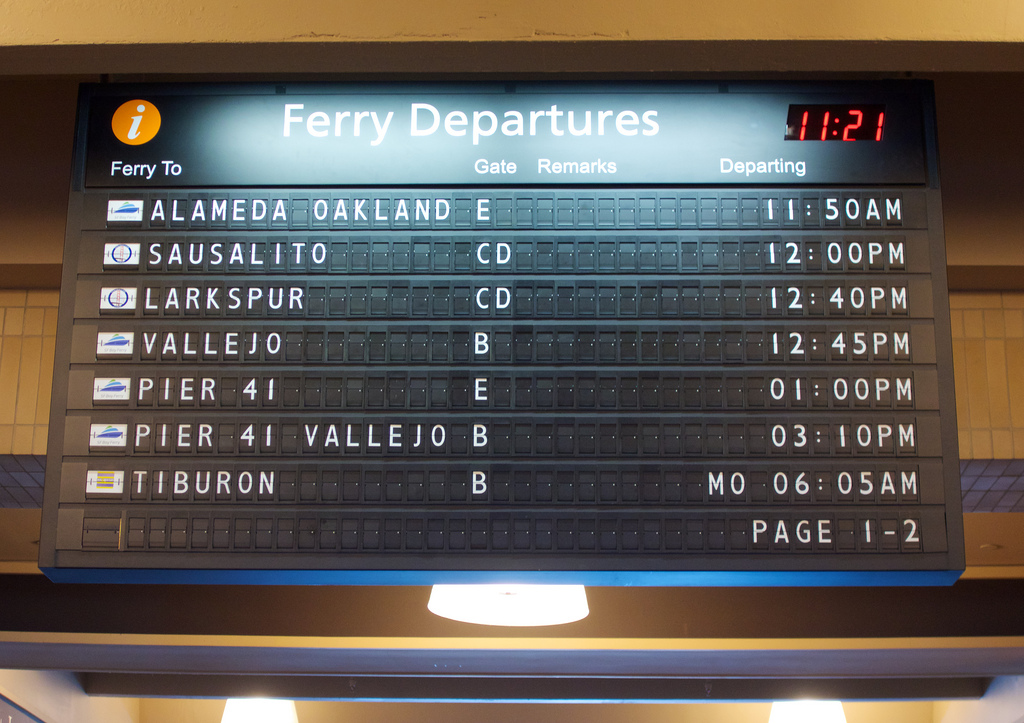 i Ferry Departures 11:21
Ferry To Gate Remarks Departing
ALAMEDA OAKLAND E 11:50AM
SAUSALITO CD 12:00PM
LARKSPUR CD 12:40PM
VALLEJO B 12:45PM
PIER 41 E 01:00PM
PIER 41 VALLEJO B 03:10PM
TIBURON B MO 06:05AM
PAGE 1-2